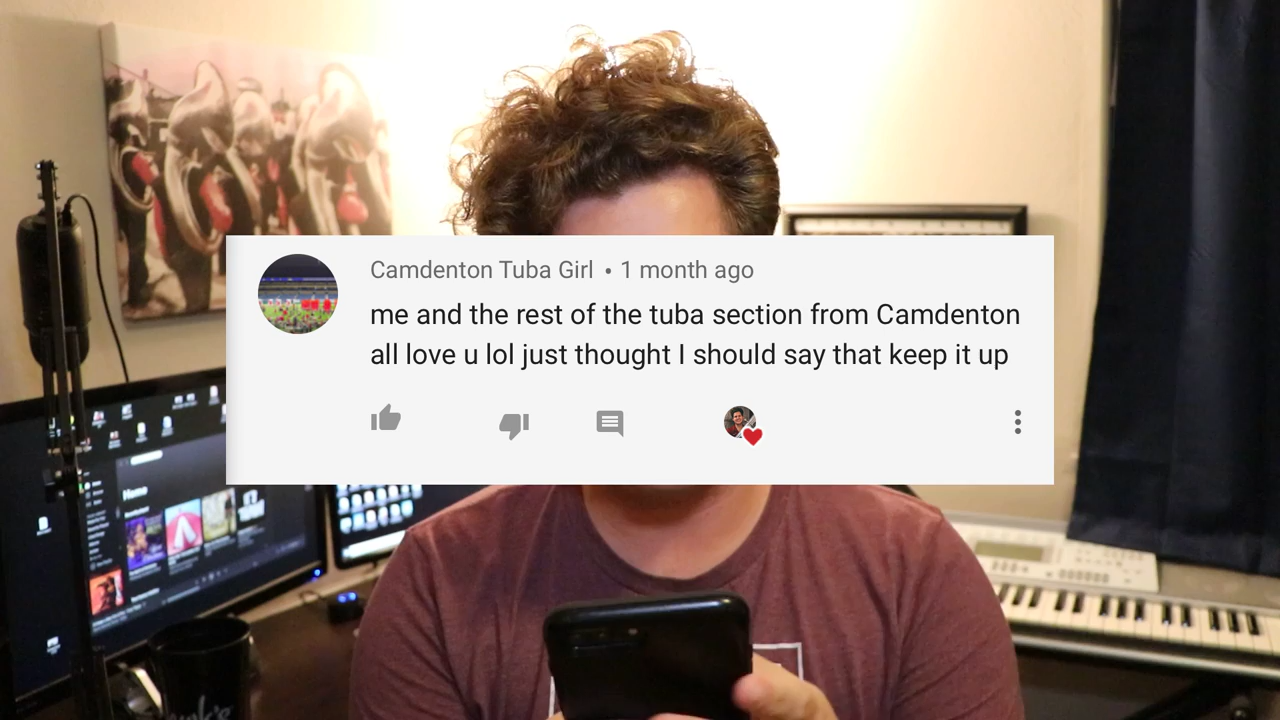 Camdenton Tuba Girl • 1 month ago
me and the rest of the tuba section from Camdenton
all love u lol just thought I should say that keep it up
Home